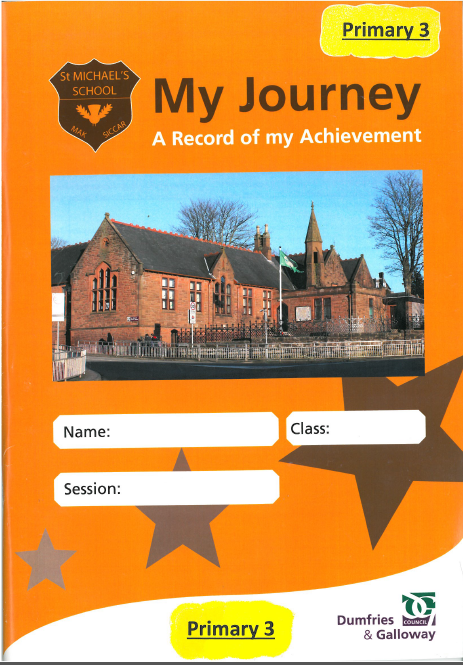 Primary 3
St MICHAEL'S
SCHOOL
MAK SICCAR
My Journey
A Record of my Achievement
Name:
Class:
Session:
Primary 3
Dumfries
& Galloway
COUNCIL